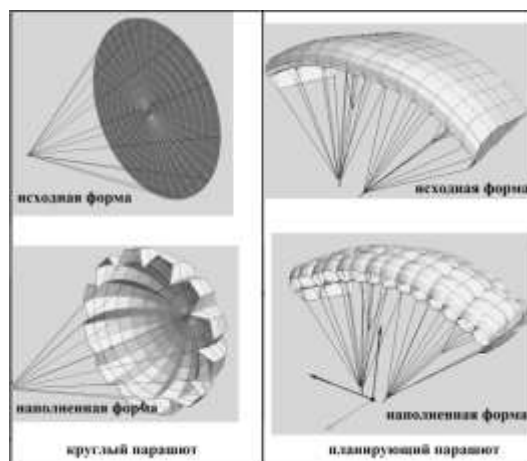 исходная форма
исходная форма
наполненная форма
наполненная форма
круглый парашют
планирующий парашют